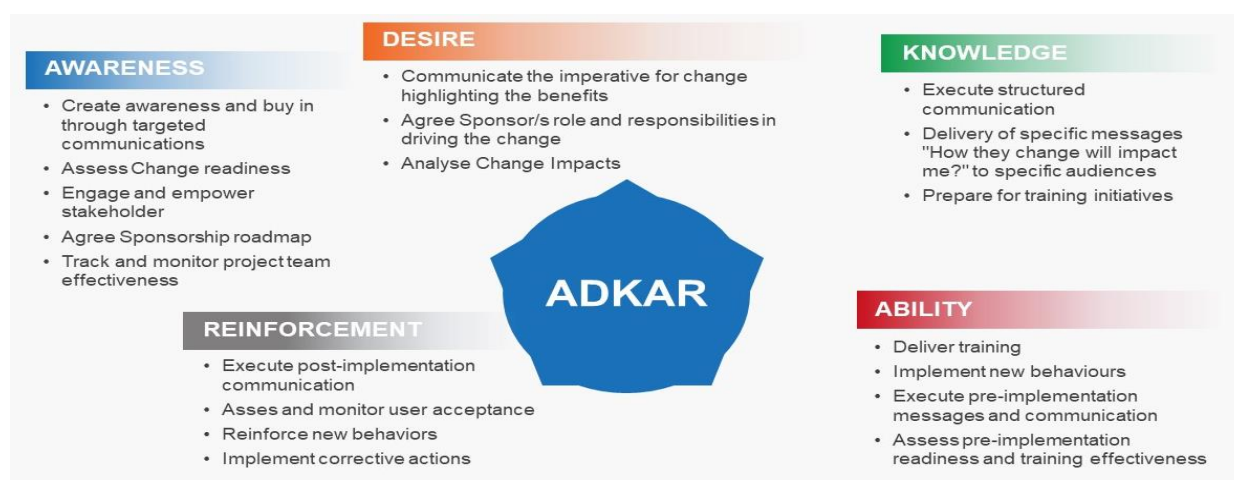 AWARENESS
• Create awareness and buy in
through targeted
communications
• Assess Change readiness
• Engage and empower
stakeholder
• Agree Sponsorship roadmap
• Track and monitor project team
effectiveness
DESIRE
• Communicate the imperative for change
highlighting the benefits
• Agree Sponsor/s role and responsibilities in
driving the change
• Analyse Change Impacts
KNOWLEDGE
• Execute structured
communication
• Delivery of specific messages
"How they change will impact
me?" to specific audiences
• Prepare for training initiatives
ADKAR
ABILITY
• Deliver training
• Implement new behaviours
• Execute pre-implementation
messages and communication
• Assess pre-implementation
readiness and training effectiveness
REINFORCEMENT
• Execute post-implementation
communication
• Asses and monitor user acceptance
• Reinforce new behaviors
• Implement corrective actions